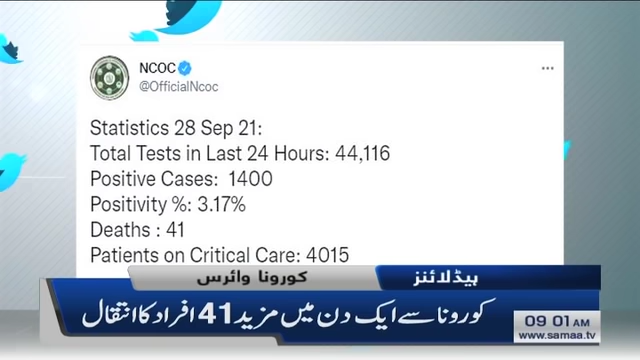 NCOC
@OfficialNcoc
Statistics 28 Sep 21:
Total Tests in Last 24 Hours: 44,116
Positive Cases: 1400
Positivity %: 3.17%
Deaths : 41
Patients on Critical Care: 4015
ہیڈلائنز
کورونا وائرس
کورونا سے ایک دن میں مزید 41 افراد کا انتقال
09 01 AM
www.samaa.tv